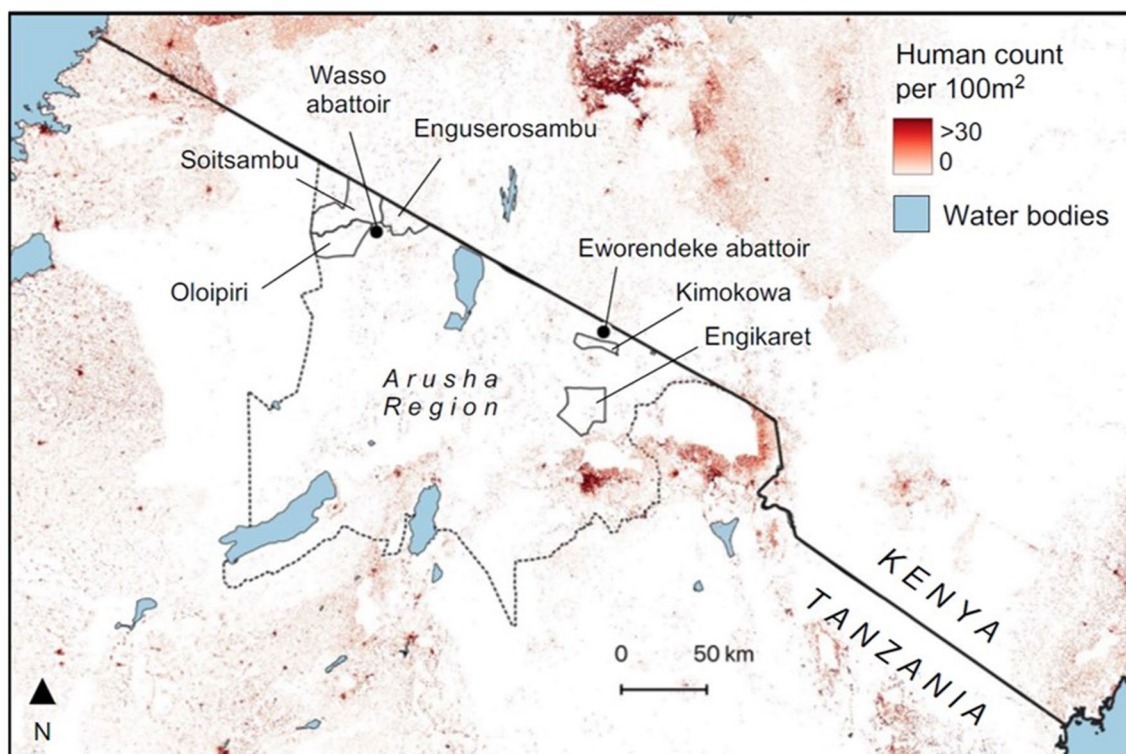 Human count
per 100m²
>30
0
Water bodies
Wasso
abattoir
Enguserosambu
Soitsambu
Oloipiri
Eworendeke abattoir
Kimokowa
Engikaret
Arusha
Region
KENYA
TANZANIA
0 50 km
N